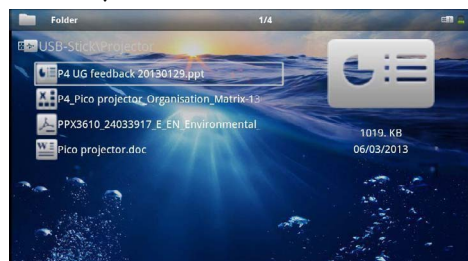 Folder 1/4
USB-Stick\Projector
P4 UG feedback 20130129.ppt
P4_Pico projector_Organisation_Matrix-13
PPX3610_24033917_E_EN_Environmental_
Pico projector.doc
1019. KB
06/03/2013